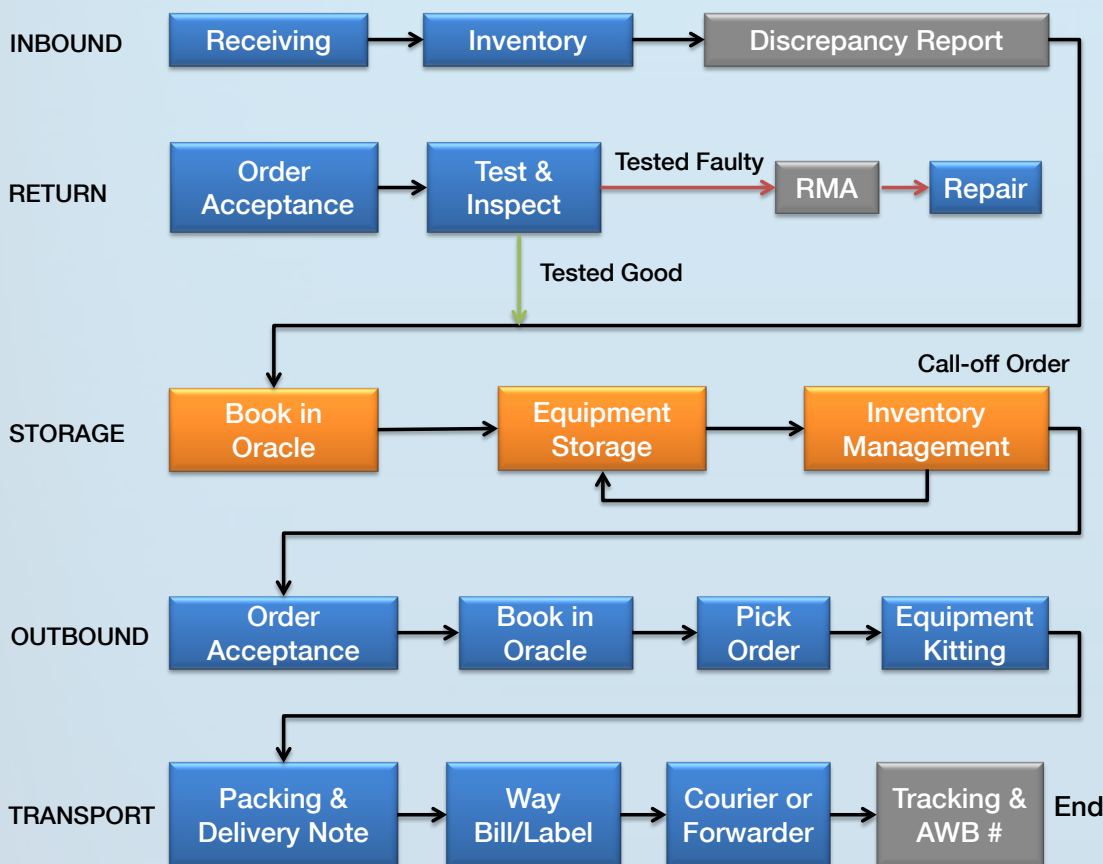 INBOUND
Receiving
Inventory
Discrepancy Report
RETURN
Order
Acceptance
Test &
Inspect
Tested Faulty
RMA
Repair
Tested Good
Call-off Order
STORAGE
Book in
Oracle
Equipment
Storage
Inventory
Management
OUTBOUND
Order
Acceptance
Book in
Oracle
Pick
Order
Equipment
Kitting
TRANSPORT
Packing &
Delivery Note
Way
Bill/Label
Courier or
Forwarder
Tracking &
AWB #
End